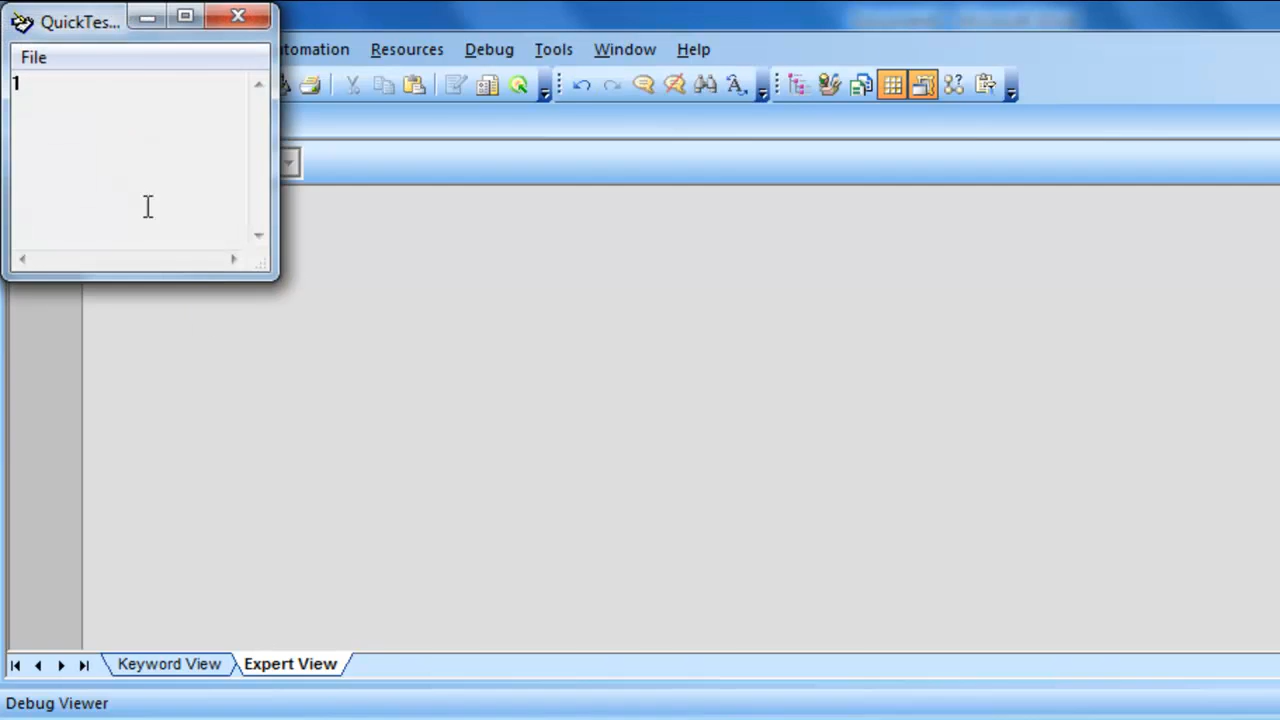 QuickTes...
File
1
tomation Resources Debug Tools Window Help
Keyword View Expert View
Debug Viewer